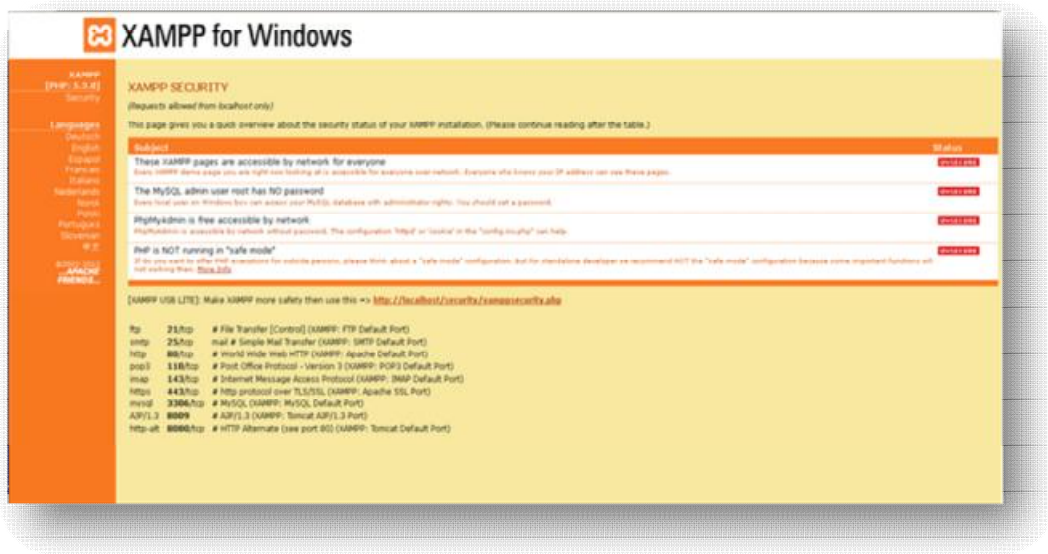 XAMPP for Windows
XAMPP
[PHP: 5.3.8]
Security
Languages
Deutsch
English
Espanol
Francais
Italiano
Nederlands
Norsk
Polski
Portugues
Slovenian
中文
...APACHE
FRIENDS...
XAMPP SECURITY
(Requests allowed from localhost only)
This page gives you a quick overview about the security status of your XAMPP installation. (Please continue reading after the table.)
Subject Status
These XAMPP pages are accessible by network for everyone UNSECURE
Every XAMPP demo page you are right now looking at is accessible for everyone over network. Everyone who knows your IP address can see these pages.
The MySQL admin user root has NO password UNSECURE
Every local user on Windows box can access your MySQL database with administrator rights. You should set a password.
PhpMyAdmin is free accessible by network UNSECURE
PhpMyAdmin is accessible by network without password. The configuration 'httpd' or 'cookie' in the "config.inc.php" can help.
PHP is NOT running in "safe mode" UNSECURE
If do you want to offer PHP executions for outside persons, please think about a "safe mode" configuration. But for standalone developer we recommend NOT the "safe mode" configuration because some important functions will
not working then. More Info
[XAMPP USB LITE]: Make XAMPP more safety then use this => http://localhost/security/xamppsecurity.php
ftp 21/tcp # File Transfer [Control] (XAMPP: FTP Default Port)
smtp 25/tcp mail # Simple Mail Transfer (XAMPP: SMTP Default Port)
http 80/tcp # World Wide Web HTTP (XAMPP: Apache Default Port)
pop3 110/tcp # Post Office Protocol - Version 3 (XAMPP: POP3 Default Port)
imap 143/tcp # Internet Message Access Protocol (XAMPP: IMAP Default Port)
https 443/tcp # http protocol over TLS/SSL (XAMPP: Apache SSL Port)
mysql 3306/tcp # MySQL (XAMPP: MySQL Default Port)
AJP/1.3 8009 # AJP/1.3 (XAMPP: Tomcat AJP/1.3 Port)
http-alt 8080/tcp # HTTP Alternate (see port 80) (XAMPP: Tomcat Default Port)